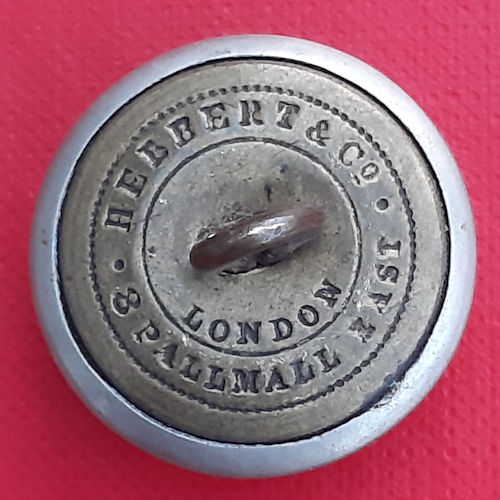 HEBBERT & Co.
8 PALLMALL EAST
LONDON